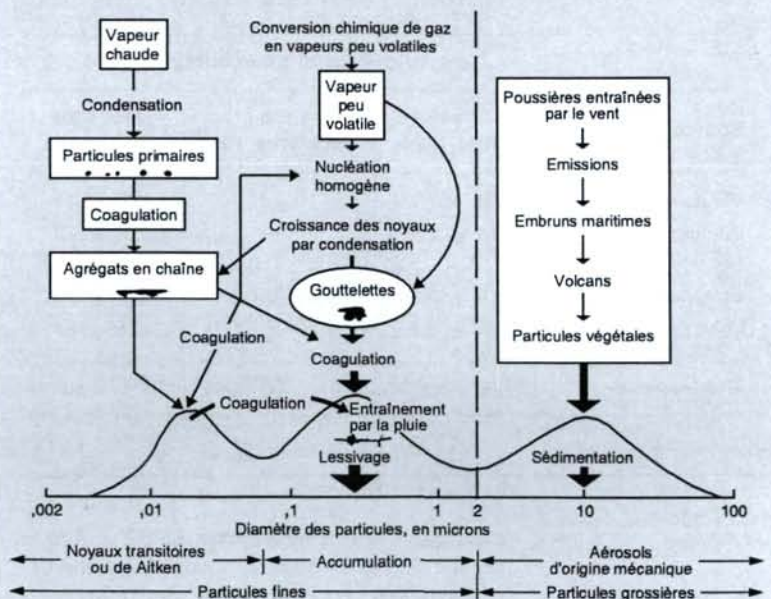 Vapeur
chaude
Condensation
Particules primaires
Coagulation
Agrégats en chaîne
Conversion chimique de gaz
en vapeurs peu volatiles
Vapeur
peu
volatile
Nucléation
homogène
Croissance des noyaux
par condensation
Gouttelettes
Coagulation
Coagulation
Coagulation
Entraînement
par la pluie
Lessivage
Poussières entraînées
par le vent
Emissions
Embruns maritimes
Volcans
Particules végétales
Sédimentation
,002
,01
,1
1
2
10
100
Diamètre des particules, en microns
Noyaux transitoires
ou de Aitken
Accumulation
Aérosols
d'origine mécanique
Particules fines
Particules grossières